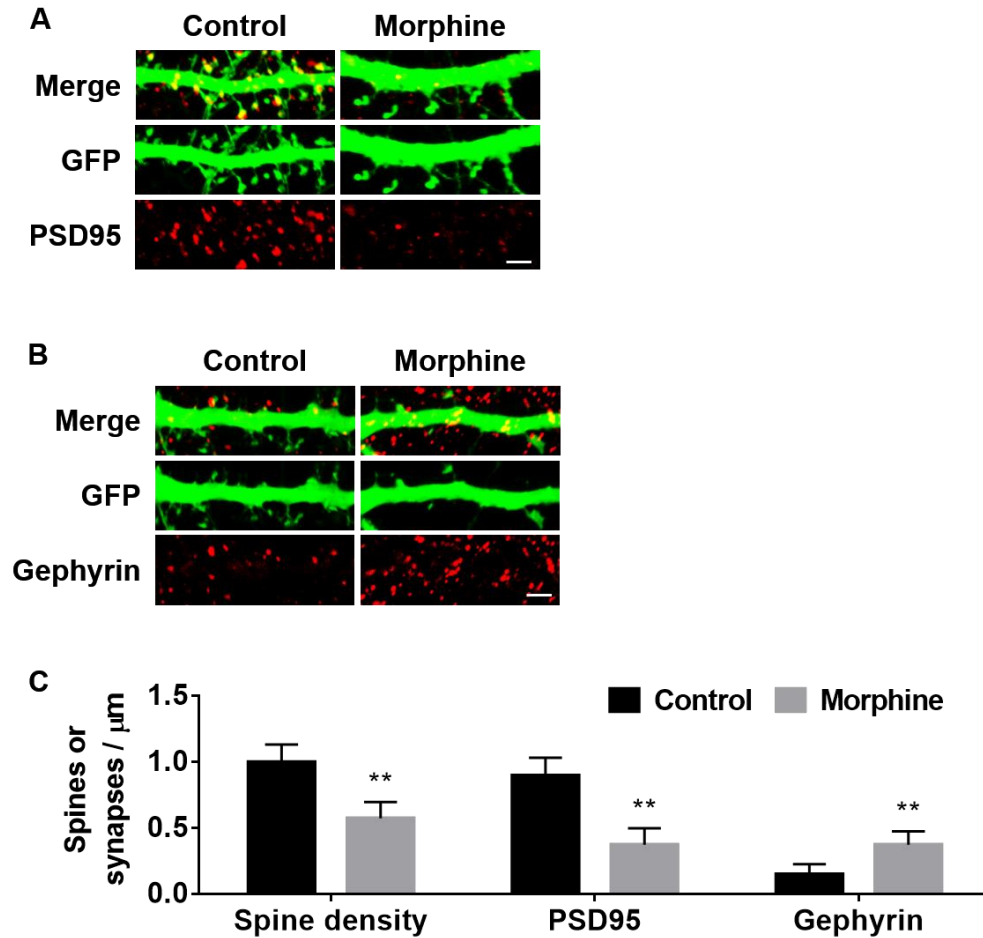 A
Control Morphine
Merge
GFP
PSD95
B
Control Morphine
Merge
GFP
Gephyrin
C
Spines or
synapses / μm
1.5
1.0
0.5
0.0
Control Morphine
**
**
**
Spine density PSD95 Gephyrin